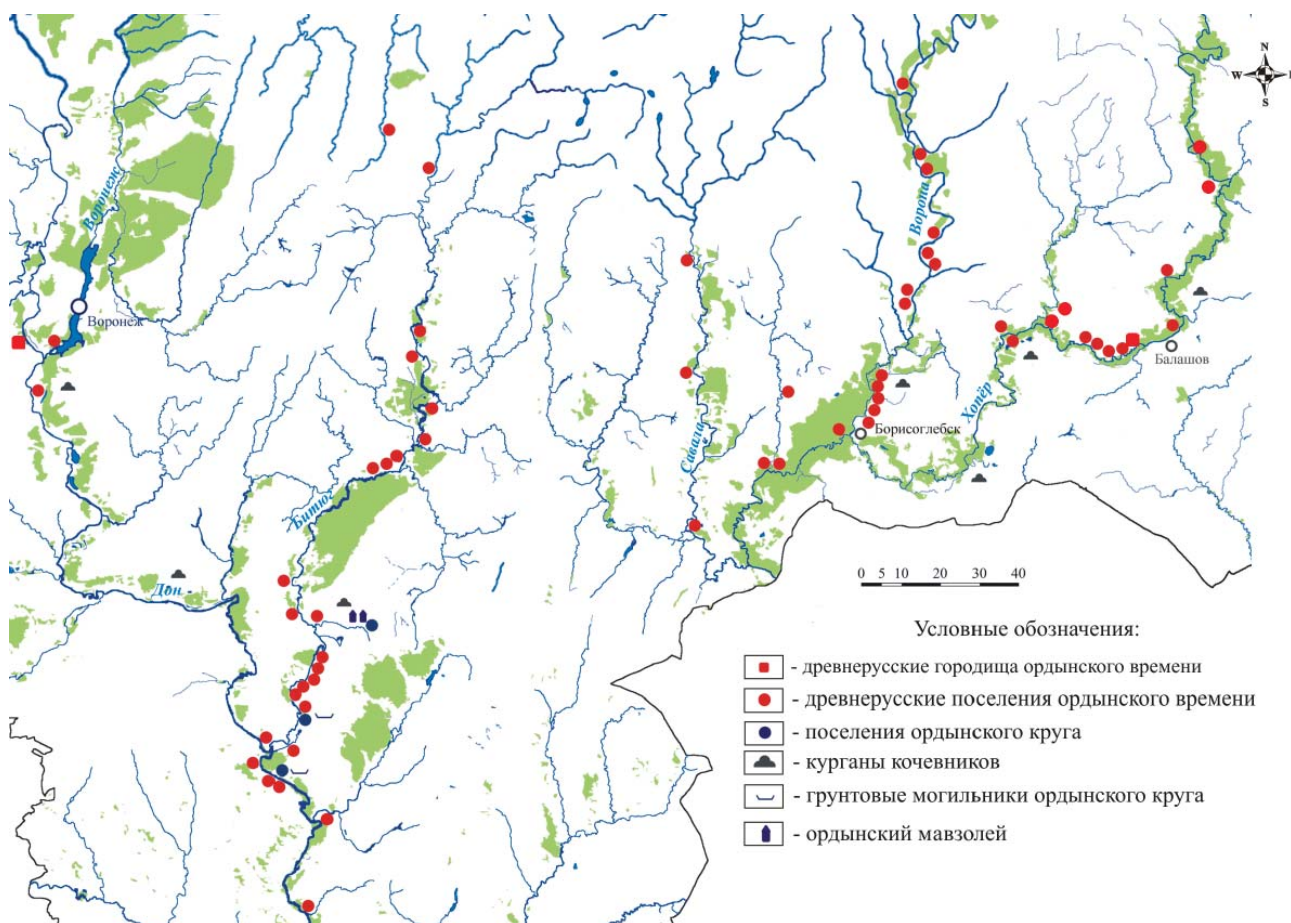 N
W
E
S
Воронеж
Ворона
Воронеж
Хопёр
Балашов
Савала
Борисоглебск
Битюг
Дон
0 5 10 20 30 40
Условные обозначения:
- древнерусские городища ордынского времени
- древнерусские поселения ордынского времени
- поселения ордынского круга
- курганы кочевников
- грунтовые могильники ордынского круга
- ордынский мавзолей